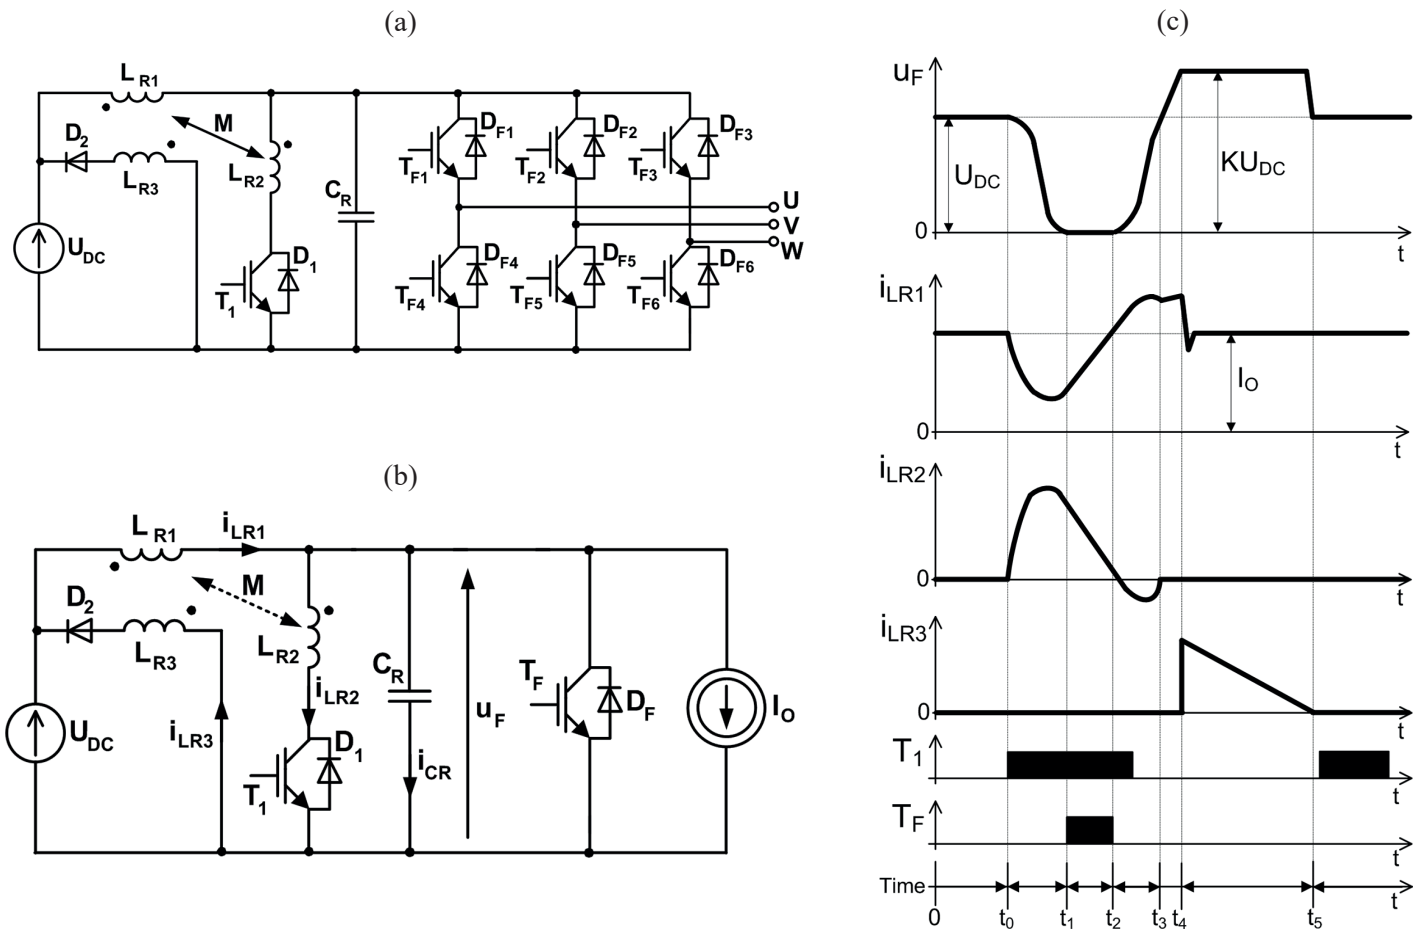 (a)
L R1
M
D2
LR3
LR2
UDC
T1
D1
CR
TF1
DF1
TF2
DF2
TF3
DF3
U
V
W
TF4
DF4
TF5
DF5
TF6
DF6
(b)
L R1
iLR1
M
D2
LR3
LR2
UDC
iLR3
iLR2
T1
D1
CR
iCR
uF
TF
DF
IO
(c)
uF
UDC
KUDC
0
t
iLR1
IO
0
t
iLR2
0
t
iLR3
0
t
T1
t
TF
t
Time
t
0 t0 t1 t2 t3 t4 t5